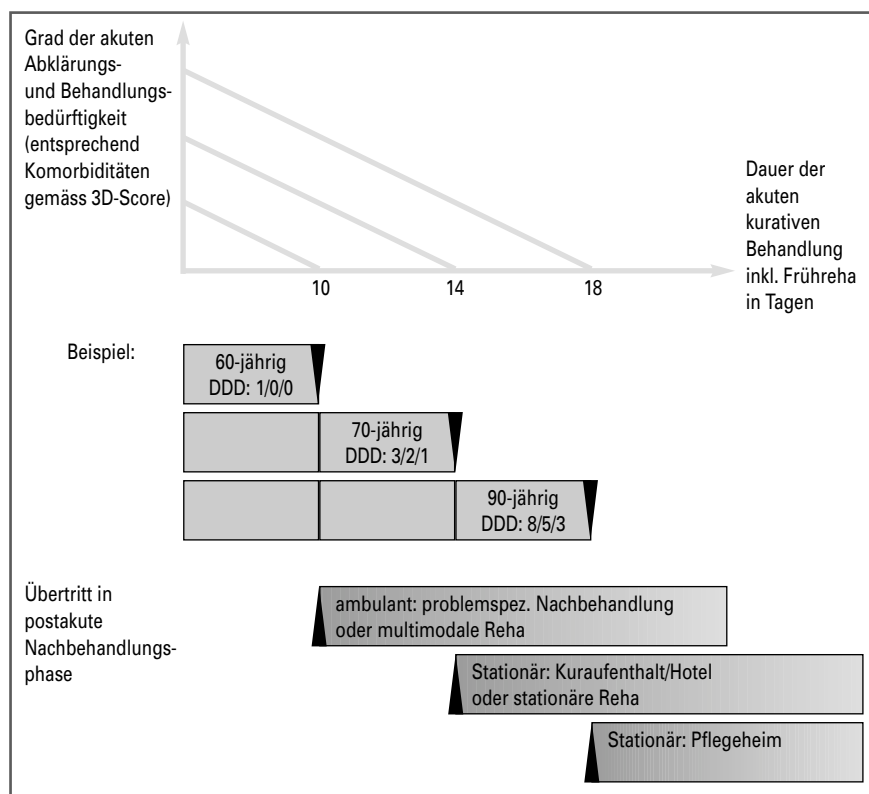 Grad der akuten
Abklärungs-
und Behandlungs-
bedürftigkeit
(entsprechend
Komorbiditäten
gemäss 3D-Score)
Dauer der
akuten
kurativen
Behandlung
inkl. Frühreha
in Tagen
10
14
18
Beispiel:
60-jährig
DDD: 1/0/0
70-jährig
DDD: 3/2/1
90-jährig
DDD: 8/5/3
Übertritt in
postakute
Nachbehandlungs-
phase
ambulant: problemspez. Nachbehandlung
oder multimodale Reha
Stationär: Kuraufenthalt/Hotel
oder stationäre Reha
Stationär: Pflegeheim